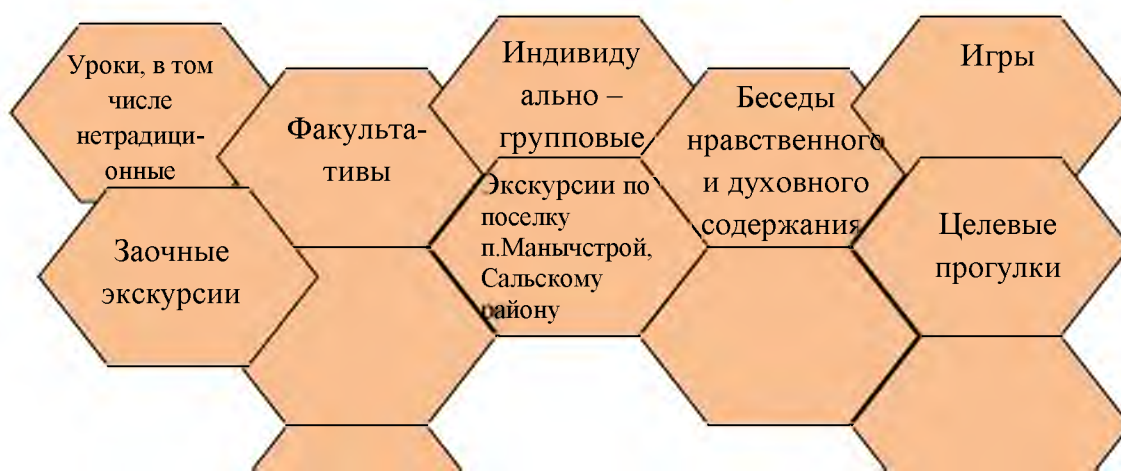 Уроки, в том
числе
нетрадици-
онные
Факульта-
тивы
Индивиду
ально –
групповые
Беседы
нравственного
и духовного
содержания
Игры
Заочные
экскурсии
Экскурсии по
поселку
п.Манычстрой,
Сальскому
району
Целевые
прогулки